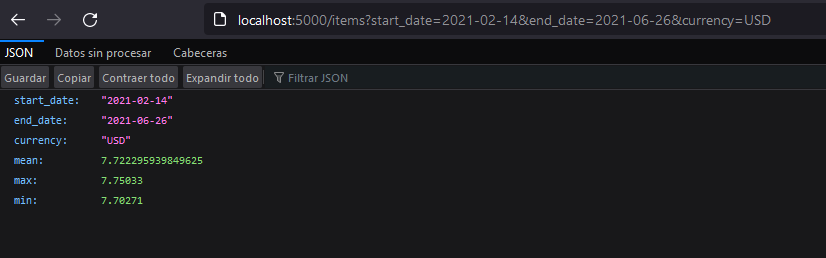 localhost:5000/items?start_date=2021-02-14&end_date=2021-06-26&currency=USD
JSON Datos sin procesar Cabeceras
Guardar Copiar Contraer todo Expandir todo Filtrar JSON
start_date: "2021-02-14"
end_date: "2021-06-26"
currency: "USD"
mean: 7.722295939849625
max: 7.75033
min: 7.70271